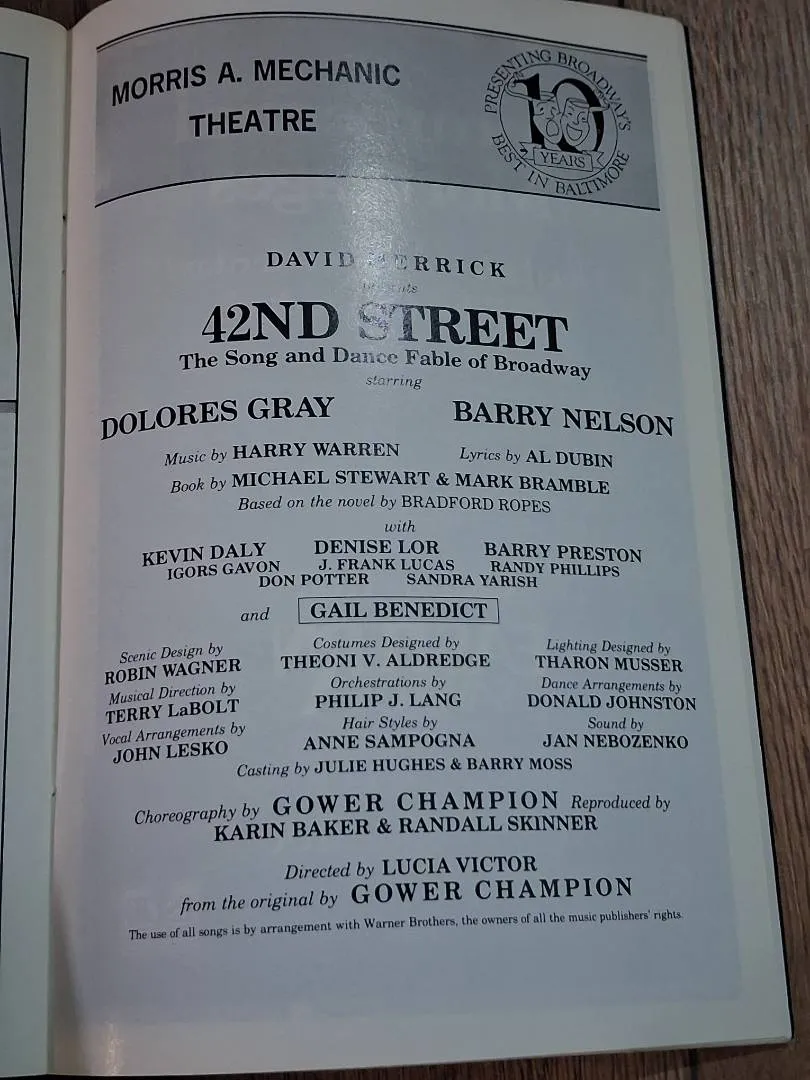 MORRIS A. MECHANIC
THEATRE
PRESENTING BROADWAY'S
10
YEARS
BEST IN BALTIMORE
DAVID MERRICK
presents
42ND STREET
The Song and Dance Fable of Broadway
starring
DOLORES GRAY BARRY NELSON
Music by HARRY WARREN Lyrics by AL DUBIN
Book by MICHAEL STEWART & MARK BRAMBLE
Based on the novel by BRADFORD ROPES
with
KEVIN DALY DENISE LOR BARRY PRESTON
IGORS GAVON J. FRANK LUCAS RANDY PHILLIPS
DON POTTER SANDRA YARISH
and GAIL BENEDICT
Scenic Design by Costumes Designed by Lighting Designed by
ROBIN WAGNER THEONI V. ALDREDGE THARON MUSSER
Musical Direction by Orchestrations by Dance Arrangements by
TERRY LaBOLT PHILIP J. LANG DONALD JOHNSTON
Vocal Arrangements by Hair Styles by Sound by
JOHN LESKO ANNE SAMPOGNA JAN NEBOZENKO
Casting by JULIE HUGHES & BARRY MOSS
Choreography by GOWER CHAMPION Reproduced by
KARIN BAKER & RANDALL SKINNER
Directed by LUCIA VICTOR
from the original by GOWER CHAMPION
The use of all songs is by arrangement with Warner Brothers, the owners of all the music publishers' rights.